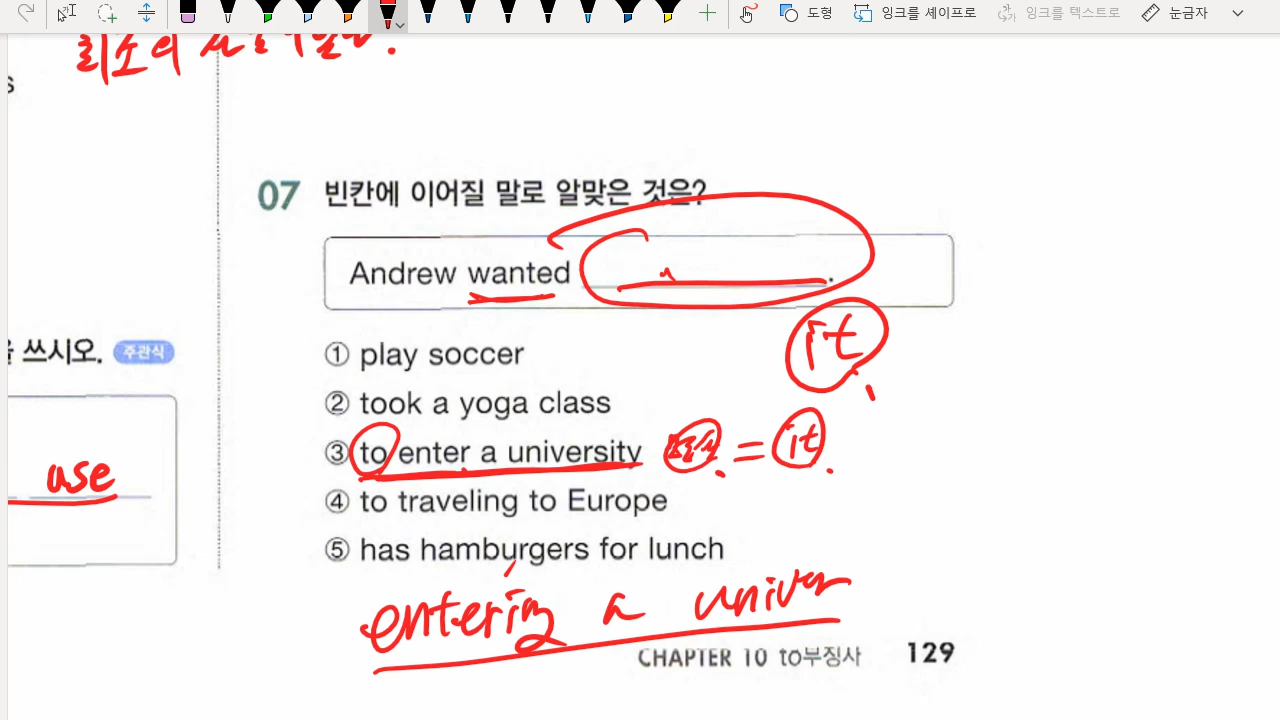 도형
잉크를 셰이프로
잉크를 텍스트로
눈금자
s
07 빈칸에 이어질 말로 알맞은 것은?
Andrew wanted ____________.
it
쓰시오. 주관식
① play soccer
② took a yoga class
③ to enter a university = it
④ to traveling to Europe
⑤ has hamburgers for lunch
use
entering a univer
CHAPTER 10 to부정사 129